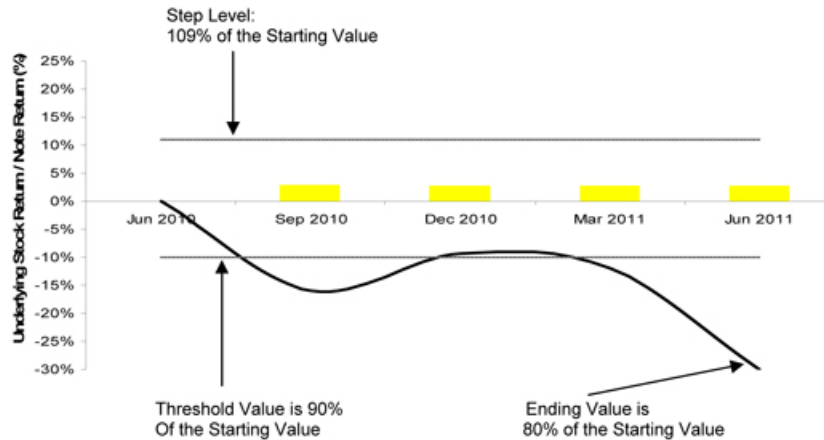 Step Level:
109% of the Starting Value
Underlying Stock Return / Note Return (%)
25%
20%
15%
10%
5%
0%
-5%
-10%
-15%
-20%
-25%
-30%
Jun 2010 Sep 2010 Dec 2010 Mar 2011 Jun 2011
Threshold Value is 90%
Of the Starting Value
Ending Value is
80% of the Starting Value